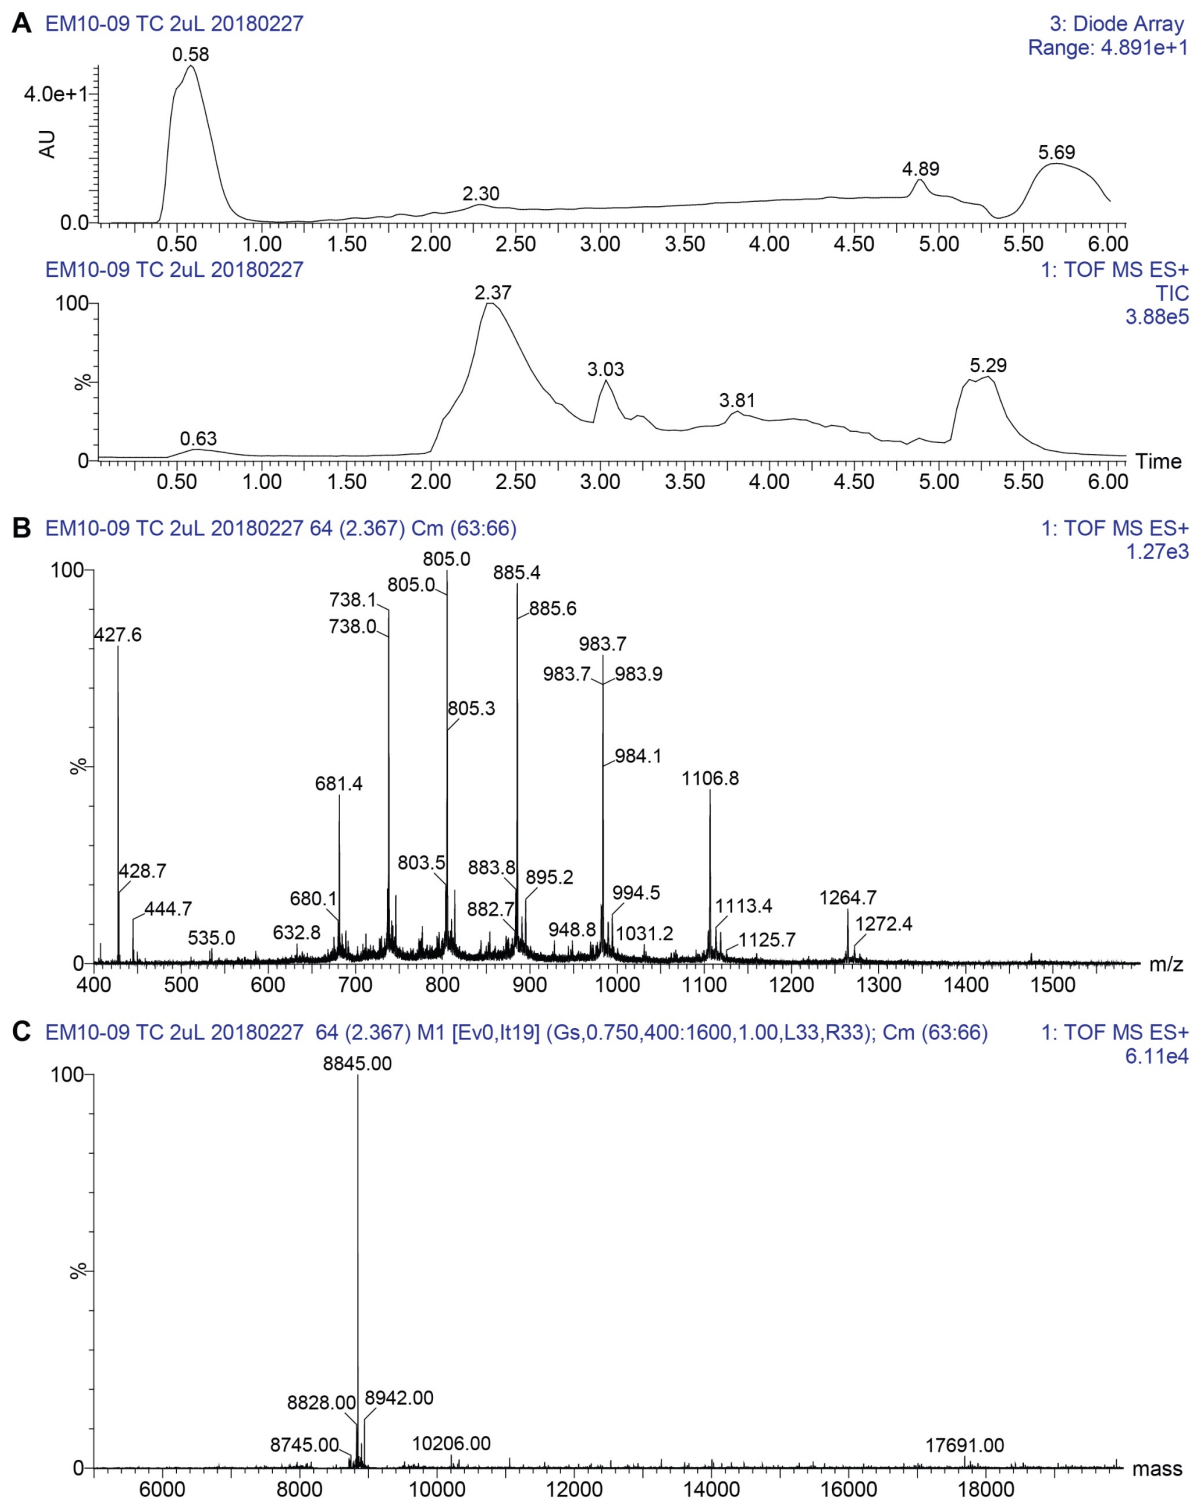 A EM10-09 TC 2uL 20180227
3: Diode Array
Range: 4.891e+1
0.58
4.0e+1
AU
5.69
4.89
2.30
0.0
0.50 1.00 1.50 2.00 2.50 3.00 3.50 4.00 4.50 5.00 5.50 6.00
EM10-09 TC 2uL 20180227
1: TOF MS ES+
TIC
3.88e5
100
2.37
3.03
5.29
%
3.81
0.63
0
Time
0.50 1.00 1.50 2.00 2.50 3.00 3.50 4.00 4.50 5.00 5.50 6.00
B EM10-09 TC 2uL 20180227 64 (2.367) Cm (63:66)
1: TOF MS ES+
1.27e3
100
805.0
885.4
805.0
738.1
885.6
738.0
427.6
983.7
983.7 983.9
805.3
984.1
%
681.4
1106.8
428.7
803.5
883.8
895.2
680.1
444.7
882.7
994.5
1113.4
1264.7
535.0
632.8
948.8
1031.2
1125.7
1272.4
0
m/z
400 500 600 700 800 900 1000 1100 1200 1300 1400 1500
C EM10-09 TC 2uL 20180227 64 (2.367) M1 [Ev0,It19] (Gs,0.750,400:1600,1.00,L33,R33); Cm (63:66)
1: TOF MS ES+
6.11e4
8845.00
100
%
8828.00 8942.00
8745.00
10206.00
17691.00
0
mass
6000 8000 10000 12000 14000 16000 18000